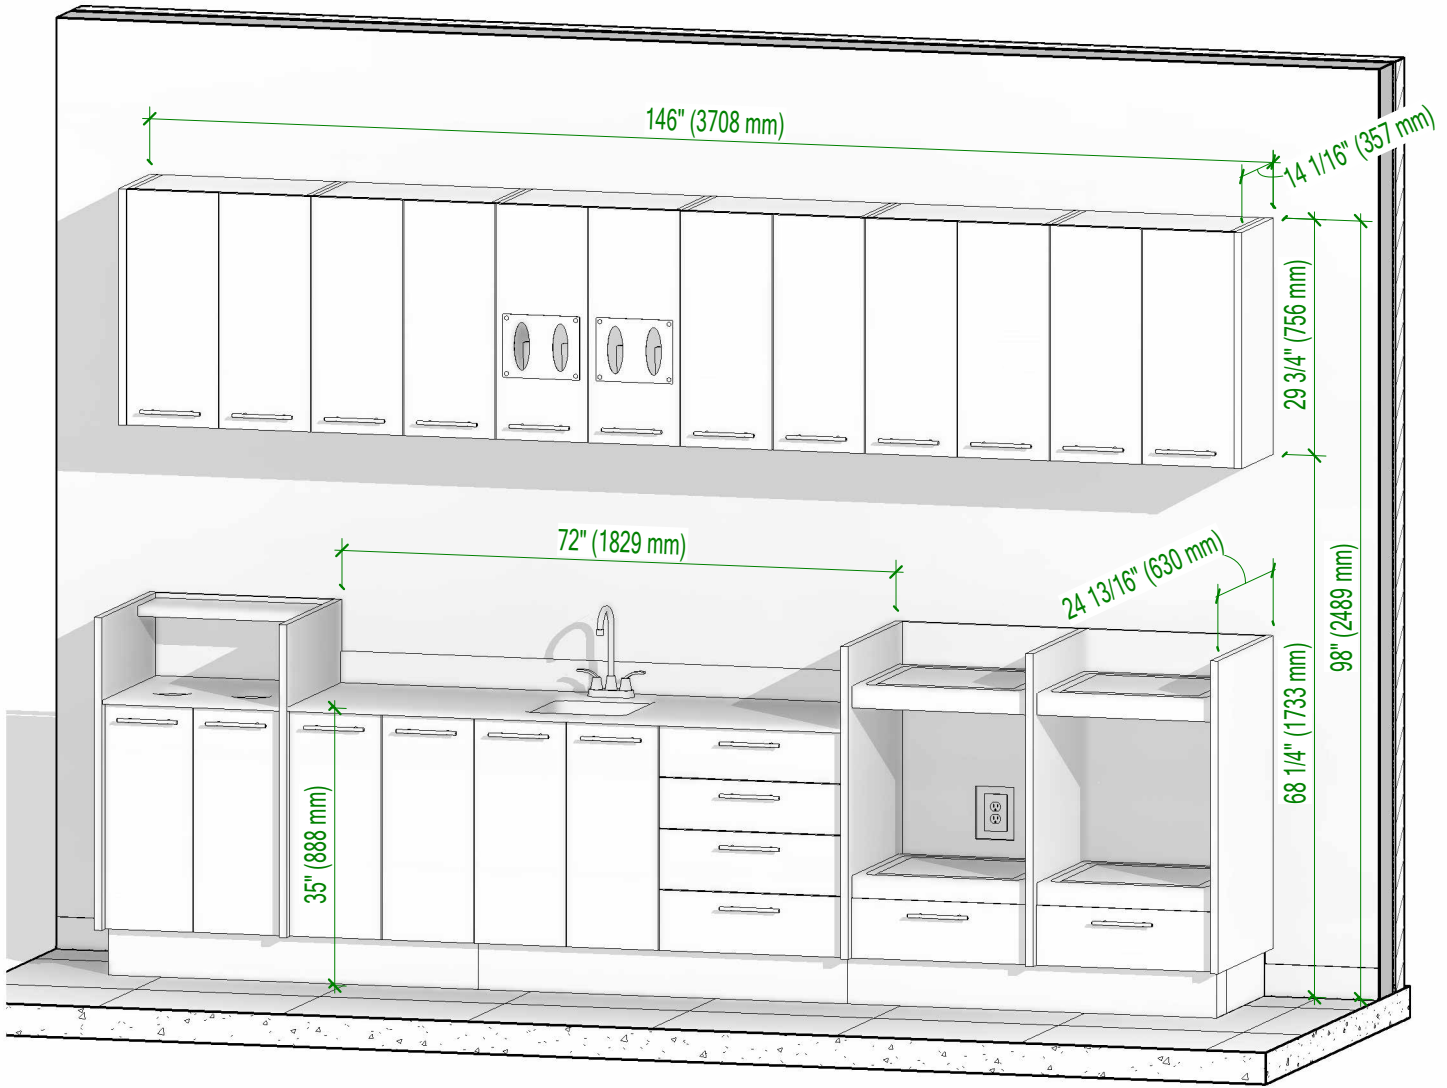 146" (3708 mm)
14 1/16" (357 mm)
29 3/4" (756 mm)
72" (1829 mm)
24 13/16" (630 mm)
98" (2489 mm)
68 1/4" (1733 mm)
35" (888 mm)